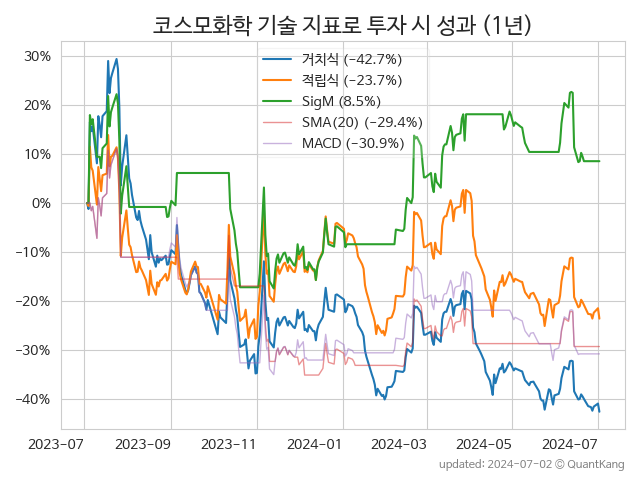 코스모화학 기술 지표로 투자 시 성과 (1년)
거치식 (−42.7%)
적립식 (−23.7%)
SigM (8.5%)
SMA(20) (−29.4%)
MACD (−30.9%)
30%
20%
10%
0%
−10%
−20%
−30%
−40%
2023-07 2023-09 2023-11 2024-01 2024-03 2024-05 2024-07
updated: 2024-07-02 © QuantKang